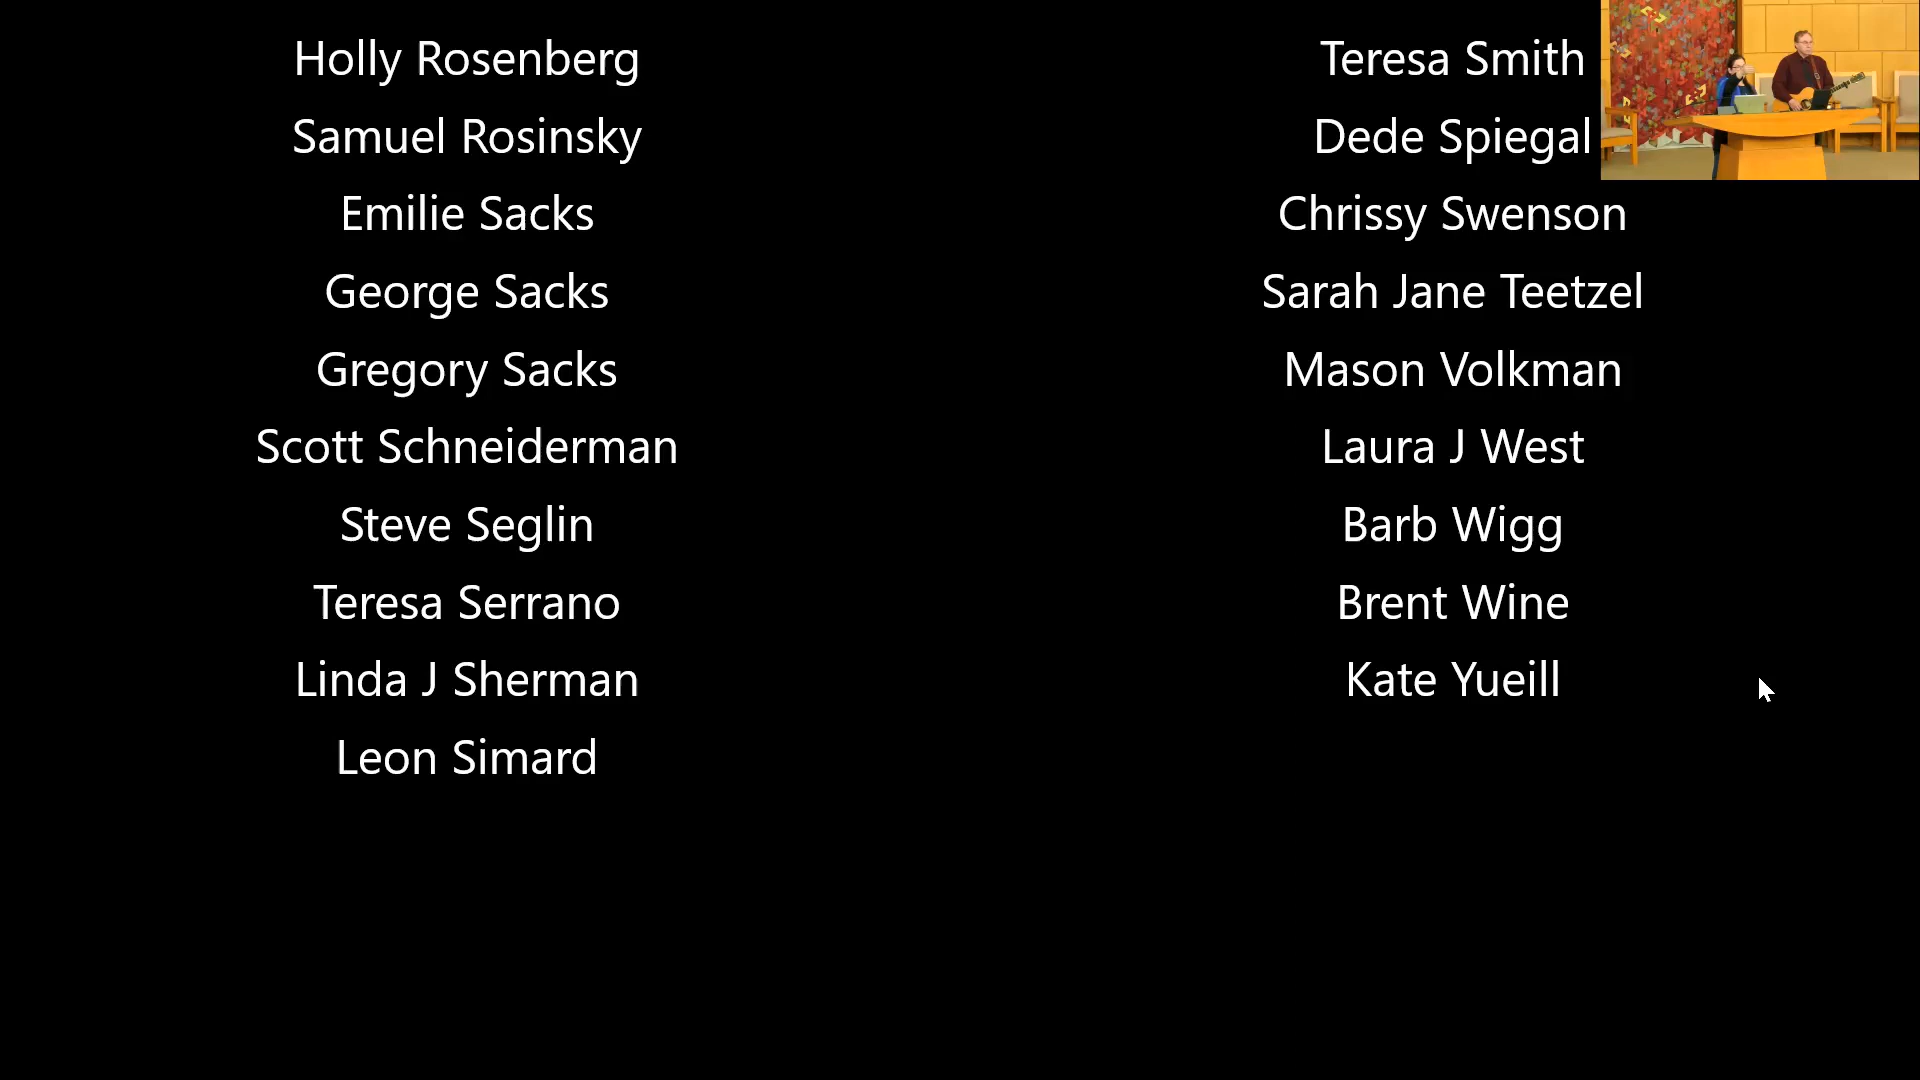 Holly Rosenberg
Samuel Rosinsky
Emilie Sacks
George Sacks
Gregory Sacks
Scott Schneiderman
Steve Seglin
Teresa Serrano
Linda J Sherman
Leon Simard
Teresa Smith
Dede Spiegal
Chrissy Swenson
Sarah Jane Teetzel
Mason Volkman
Laura J West
Barb Wigg
Brent Wine
Kate Yueill